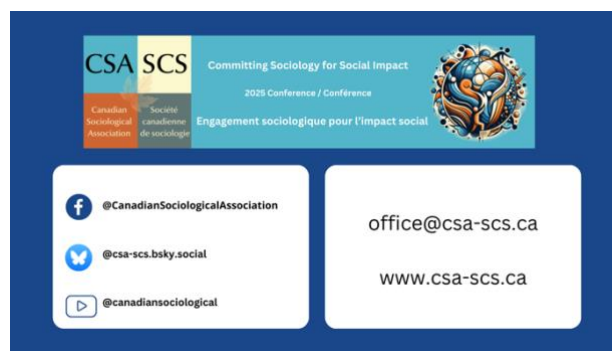 CSA SCS
Canadian
Sociological
Association
Société
canadienne
de sociologie
Committing Sociology for Social Impact
2025 Conference / Conférence
Engagement sociologique pour l'impact social
@CanadianSociologicalAssociation
@csa-scs.bsky.social
@canadiansociological
office@csa-scs.ca
www.csa-scs.ca